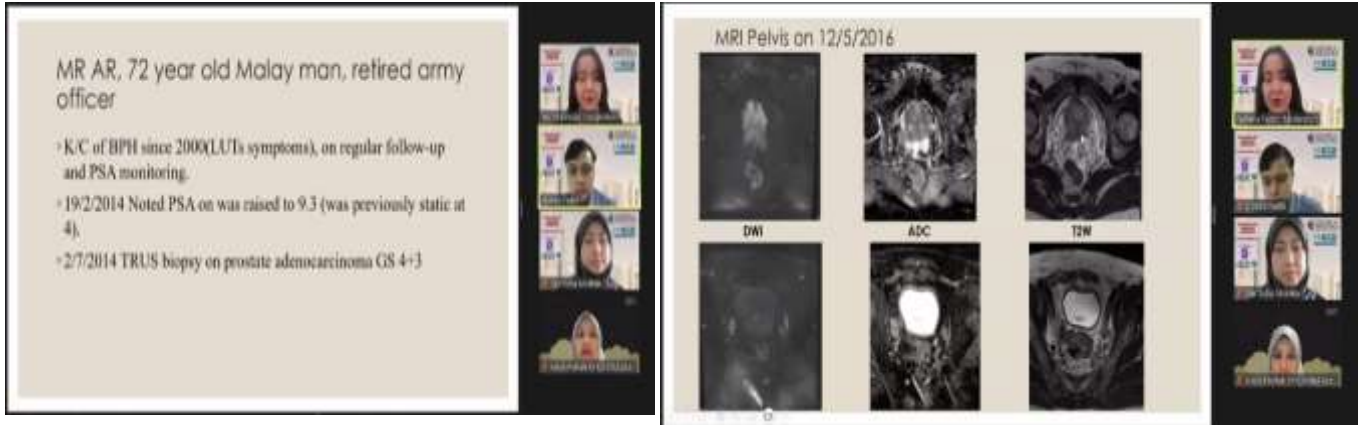 MR AR, 72 year old Malay man, retired army
officer
K/C of BPH since 2000(LUTs symptoms), on regular follow-up
and PSA monitoring.
19/2/2014 Noted PSA on was raised to 9.3 (was previously static at
4).
2/7/2014 TRUS biopsy on prostate adenocarcinoma GS 4+3
MRI Pelvis on 12/5/2016
DWI
ADC
T2W